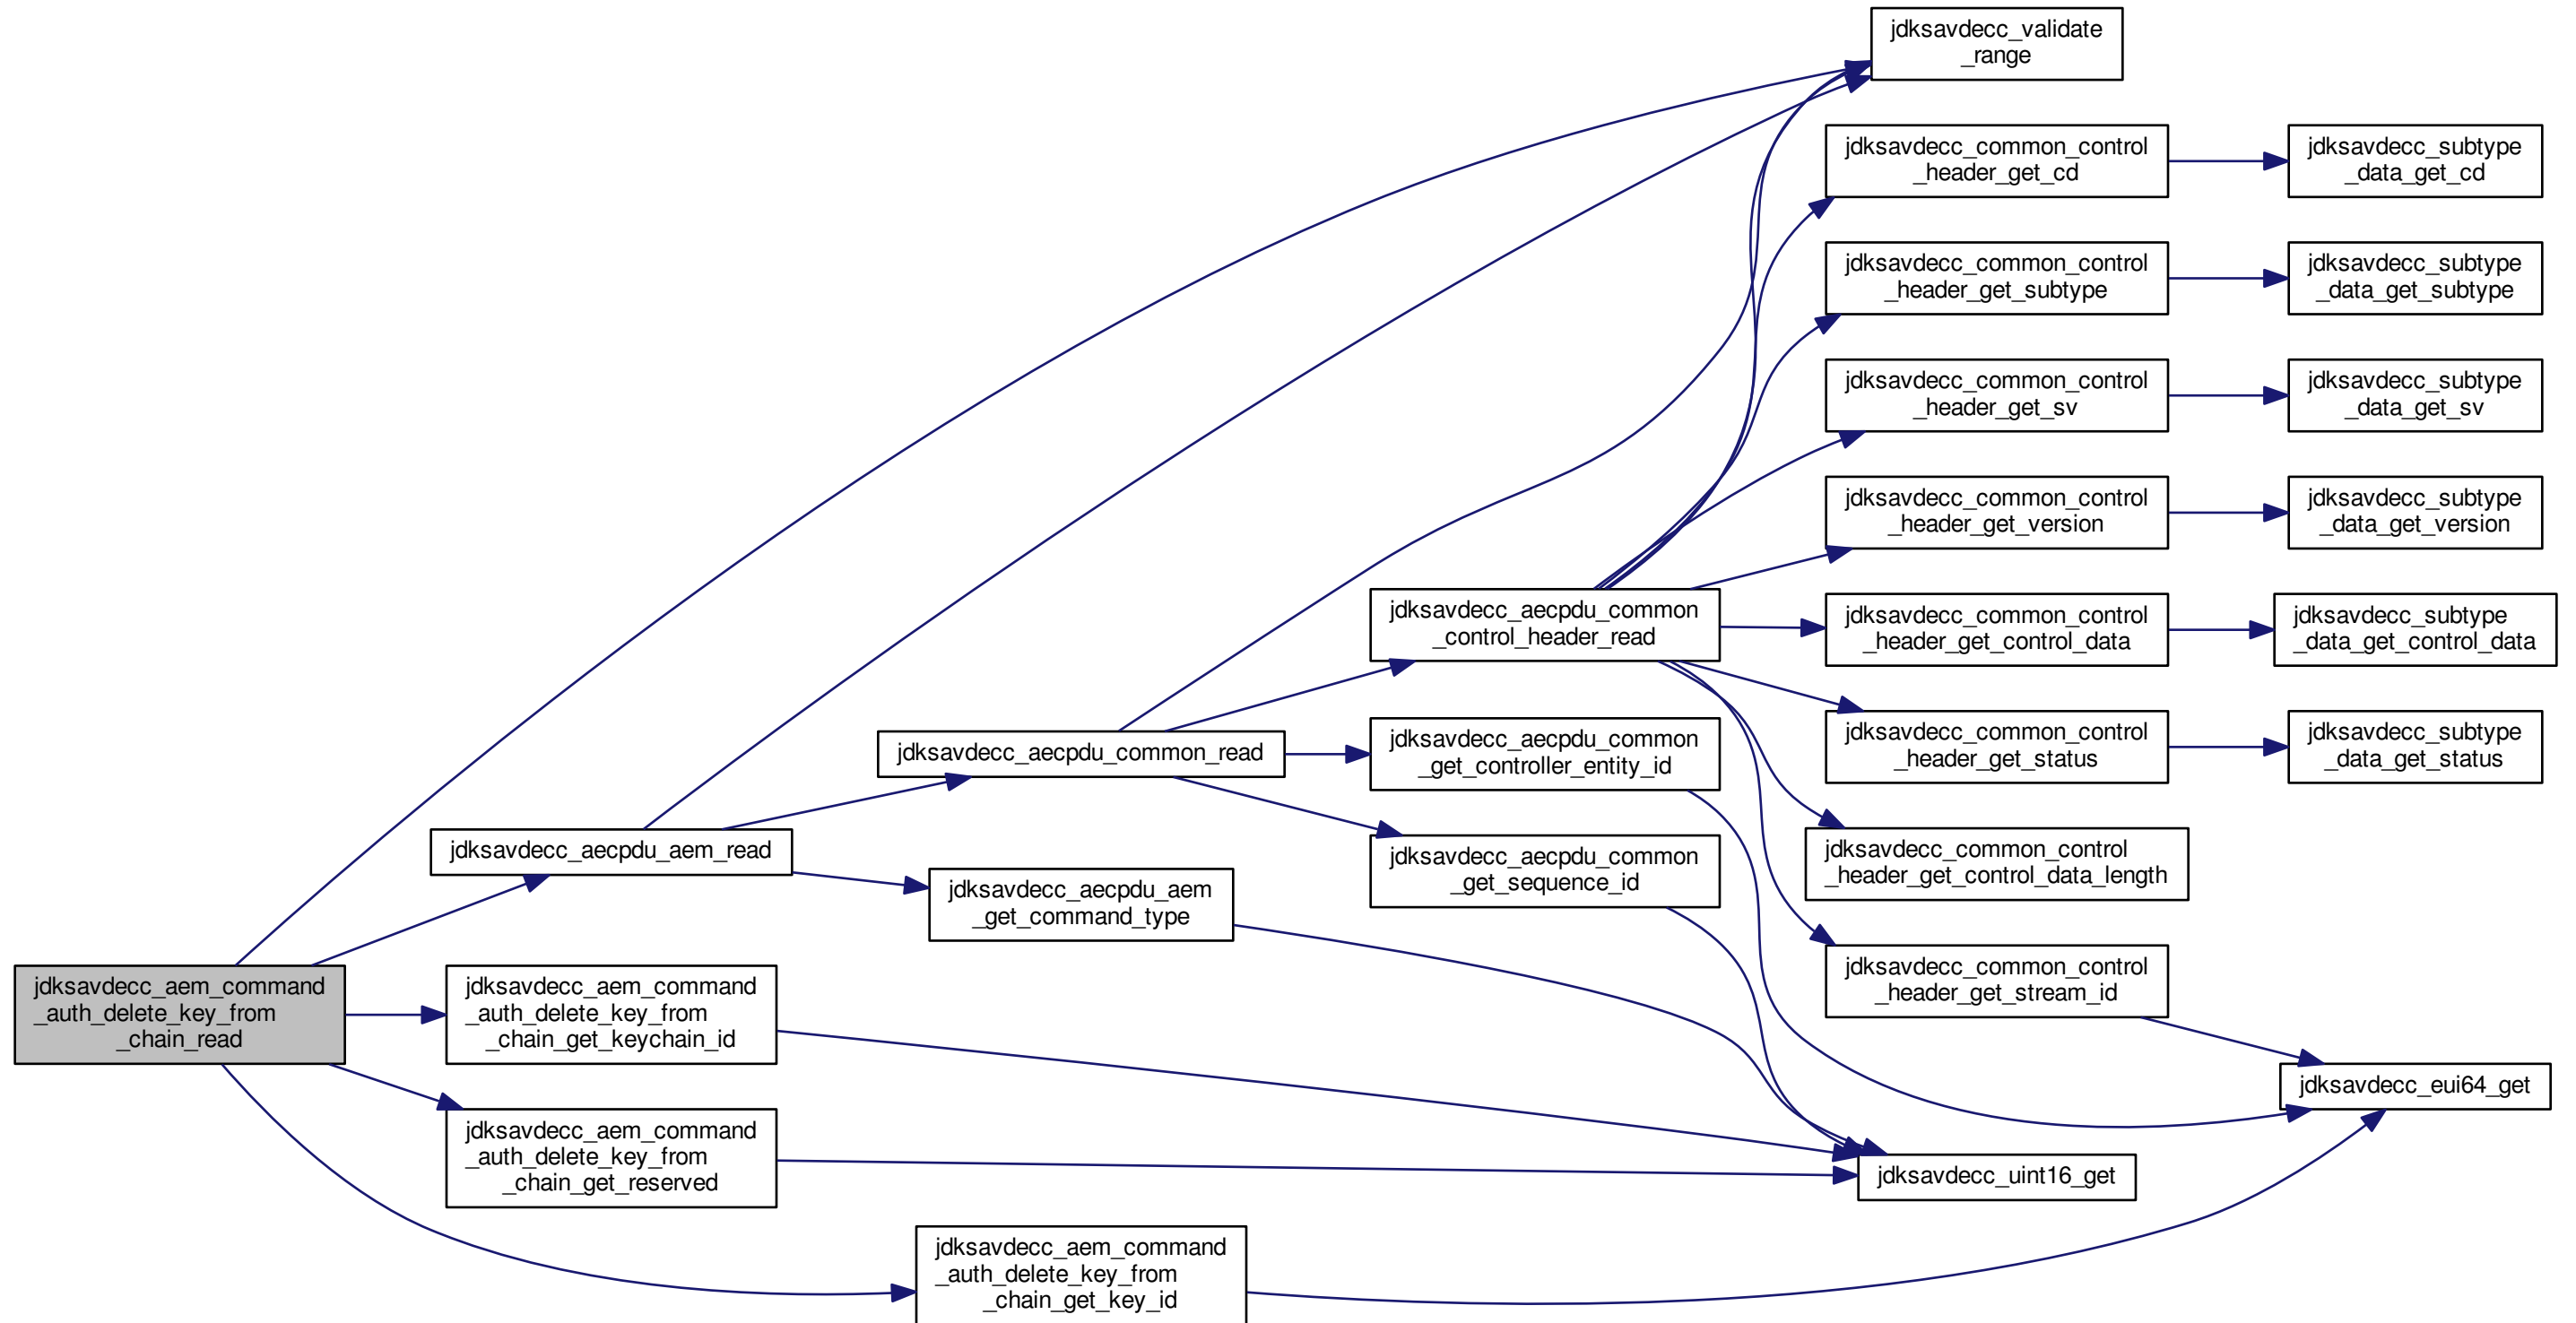 jdksavdecc_validate
_range
jdksavdecc_common_control
_header_get_cd
jdksavdecc_subtype
_data_get_cd
jdksavdecc_common_control
_header_get_subtype
jdksavdecc_subtype
_data_get_subtype
jdksavdecc_common_control
_header_get_sv
jdksavdecc_subtype
_data_get_sv
jdksavdecc_common_control
_header_get_version
jdksavdecc_subtype
_data_get_version
jdksavdecc_aecpdu_common
_control_header_read
jdksavdecc_common_control
_header_get_control_data
jdksavdecc_subtype
_data_get_control_data
jdksavdecc_aecpdu_common_read
jdksavdecc_aecpdu_common
_get_controller_entity_id
jdksavdecc_common_control
_header_get_status
jdksavdecc_subtype
_data_get_status
jdksavdecc_aecpdu_aem_read
jdksavdecc_aecpdu_common
_get_sequence_id
jdksavdecc_common_control
_header_get_control_data_length
jdksavdecc_aecpdu_aem
_get_command_type
jdksavdecc_common_control
_header_get_stream_id
jdksavdecc_aem_command
_auth_delete_key_from
_chain_read
jdksavdecc_aem_command
_auth_delete_key_from
_chain_get_keychain_id
jdksavdecc_eui64_get
jdksavdecc_aem_command
_auth_delete_key_from
_chain_get_reserved
jdksavdecc_uint16_get
jdksavdecc_aem_command
_auth_delete_key_from
_chain_get_key_id